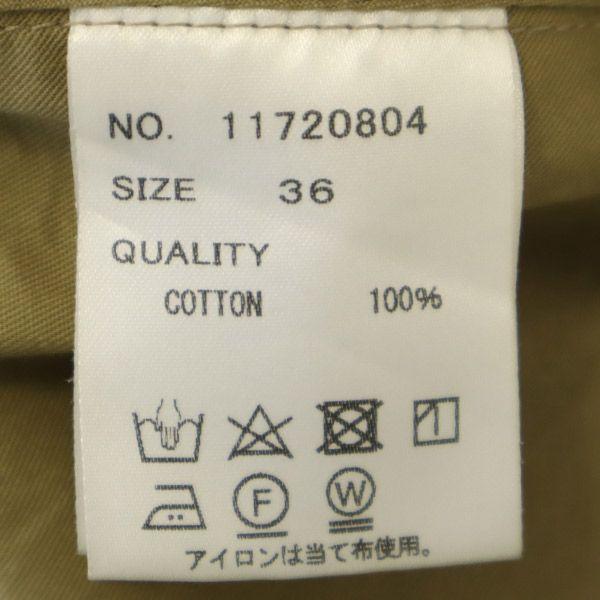 NO. 11720804
SIZE 36
QUALITY
COTTON 100%
F W
アイロンは当て布使用。